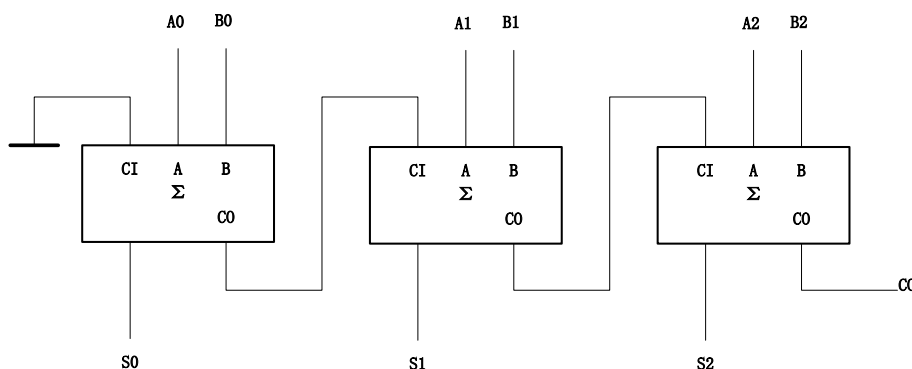 A0 B0 A1 B1 A2 B2
CI A B CI A B CI A B
Σ Σ Σ
CO CO CO
CO
S0 S1 S2